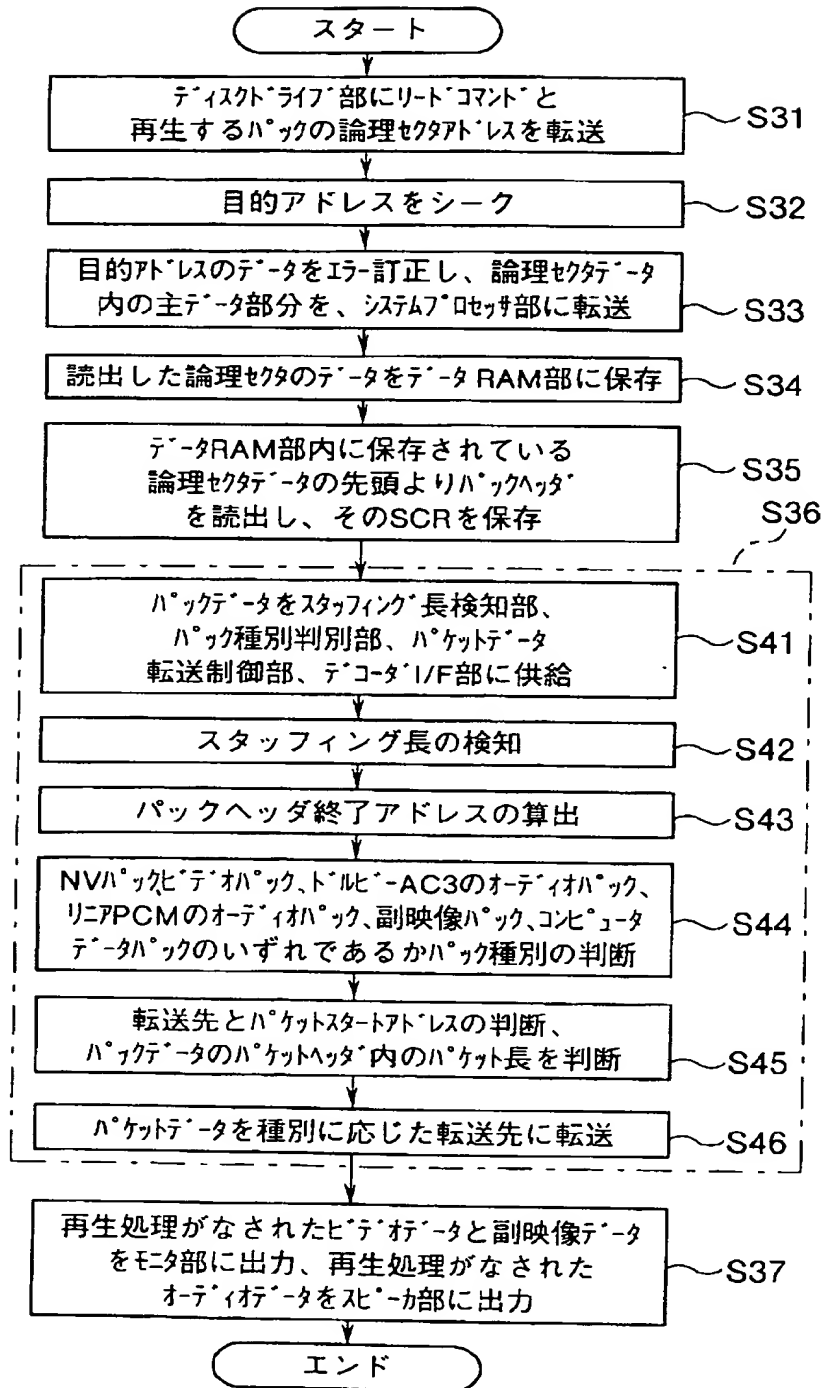 スタート
ディスクドライブ部にリードコマンドと
再生するパックの論理セクタアドレスを転送
S31
目的アドレスをシーク
S32
目的アドレスのデータをエラー訂正し、論理セクタデータ
内の主データ部分を、システムプロセッサ部に転送
S33
読出した論理セクタのデータをデータRAM部に保存
S34
データRAM部内に保存されている
論理セクタデータの先頭よりパックヘッダ
を読出し、そのSCRを保存
S35
S36
パックデータをスタッフィング長検知部、
パック種別判別部、パケットデータ
転送制御部、デコーダI/F部に供給
S41
スタッフィング長の検知
S42
パックヘッダ終了アドレスの算出
S43
NVパック、ビデオパック、ドルビーAC3のオーディオパック、
リニアPCMのオーディオパック、副映像パック、コンピュータ
データパックのいずれであるかパック種別の判断
S44
転送先とパケットスタートアドレスの判断、
パックデータのパケットヘッダ内のパケット長を判断
S45
パケットデータを種別に応じた転送先に転送
S46
再生処理がなされたビデオデータと副映像データ
をモニタ部に出力、再生処理がなされた
オーディオデータをスピーカ部に出力
S37
エンド